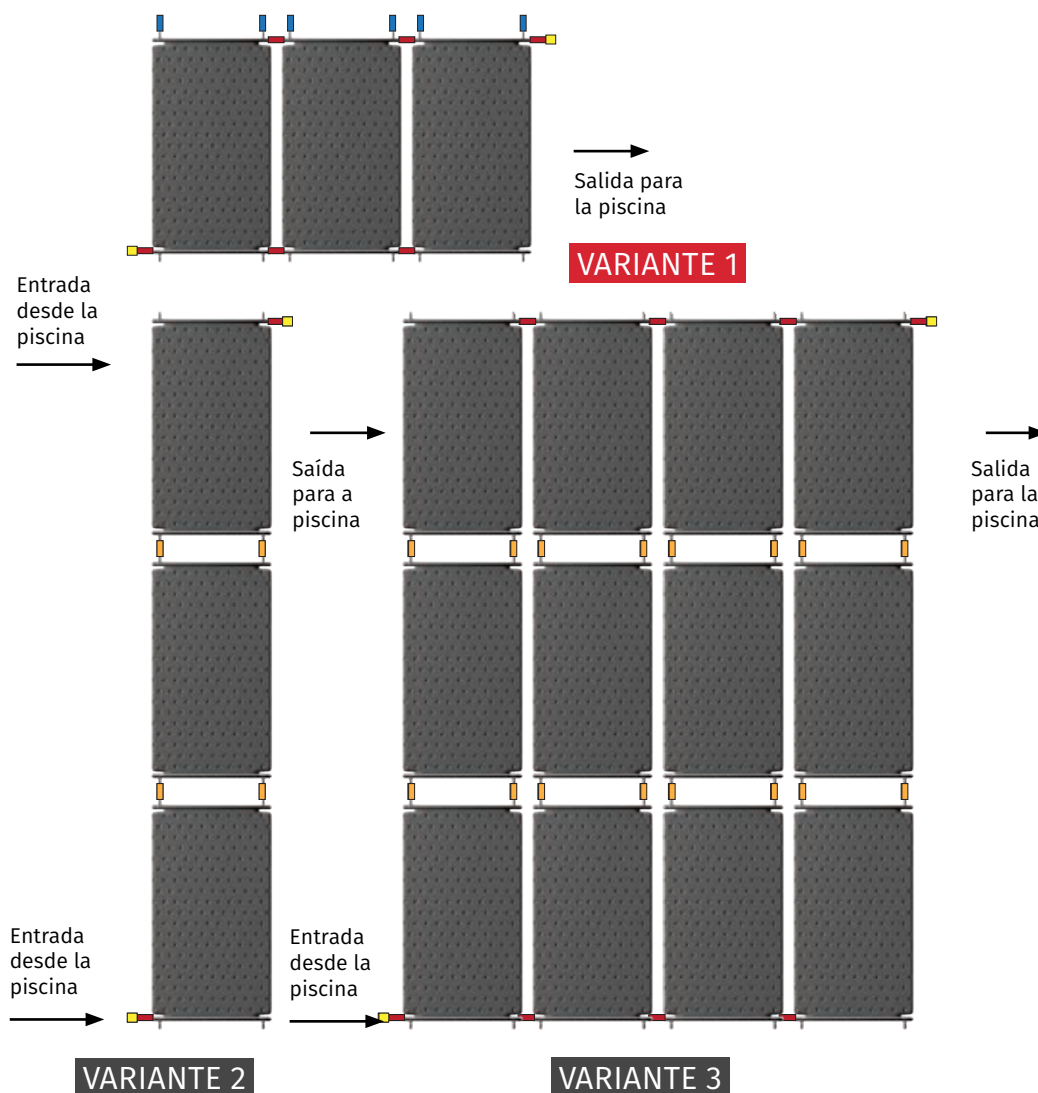 Salida para
la piscina
VARIANTE 1
Entrada
desde la
piscina
Saída
para a
piscina
Salida
para la
piscina
Entrada
desde la
piscina
Entrada
desde la
piscina
VARIANTE 2
VARIANTE 3